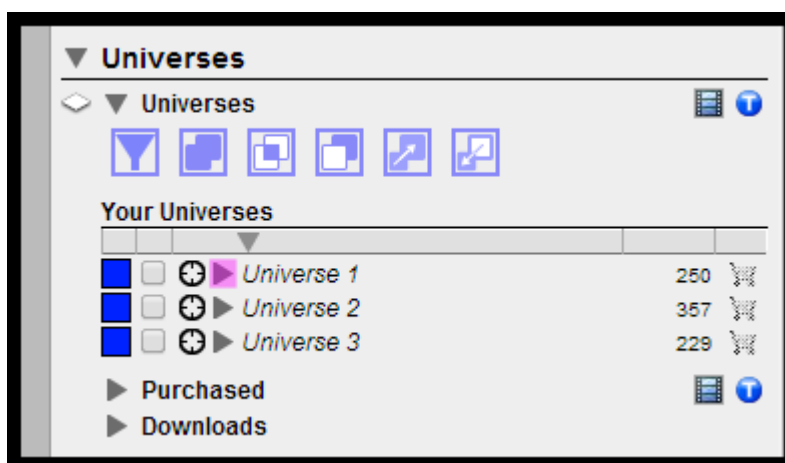 Universes
Universes
T
Your Universes
Universe 1 250
Universe 2 357
Universe 3 229
Purchased
T
Downloads